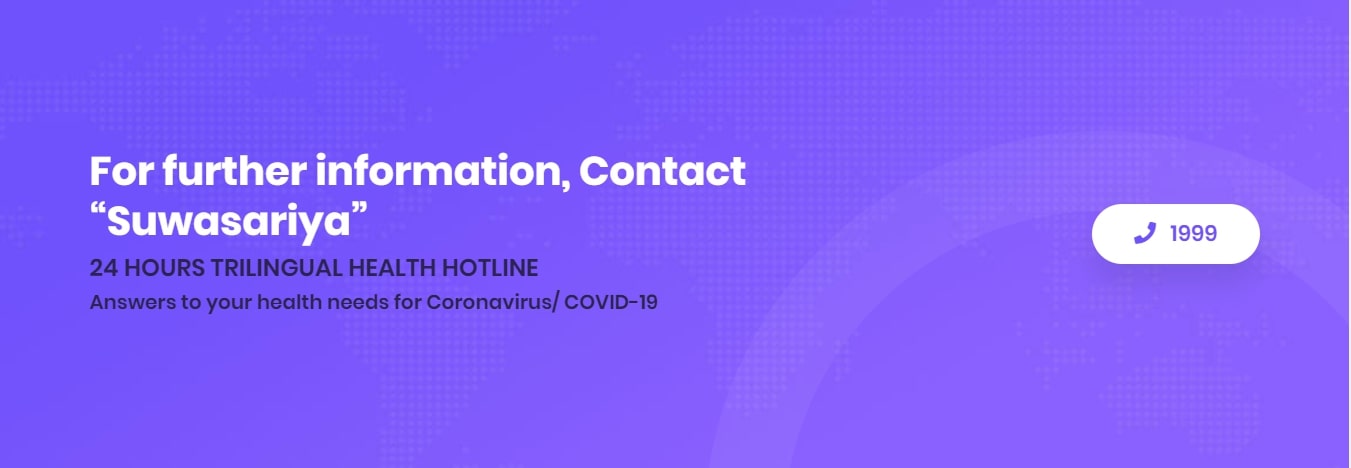 For further information, Contact
“Suwasariya”
24 HOURS TRILINGUAL HEALTH HOTLINE
Answers to your health needs for Coronavirus/ COVID-19
1999